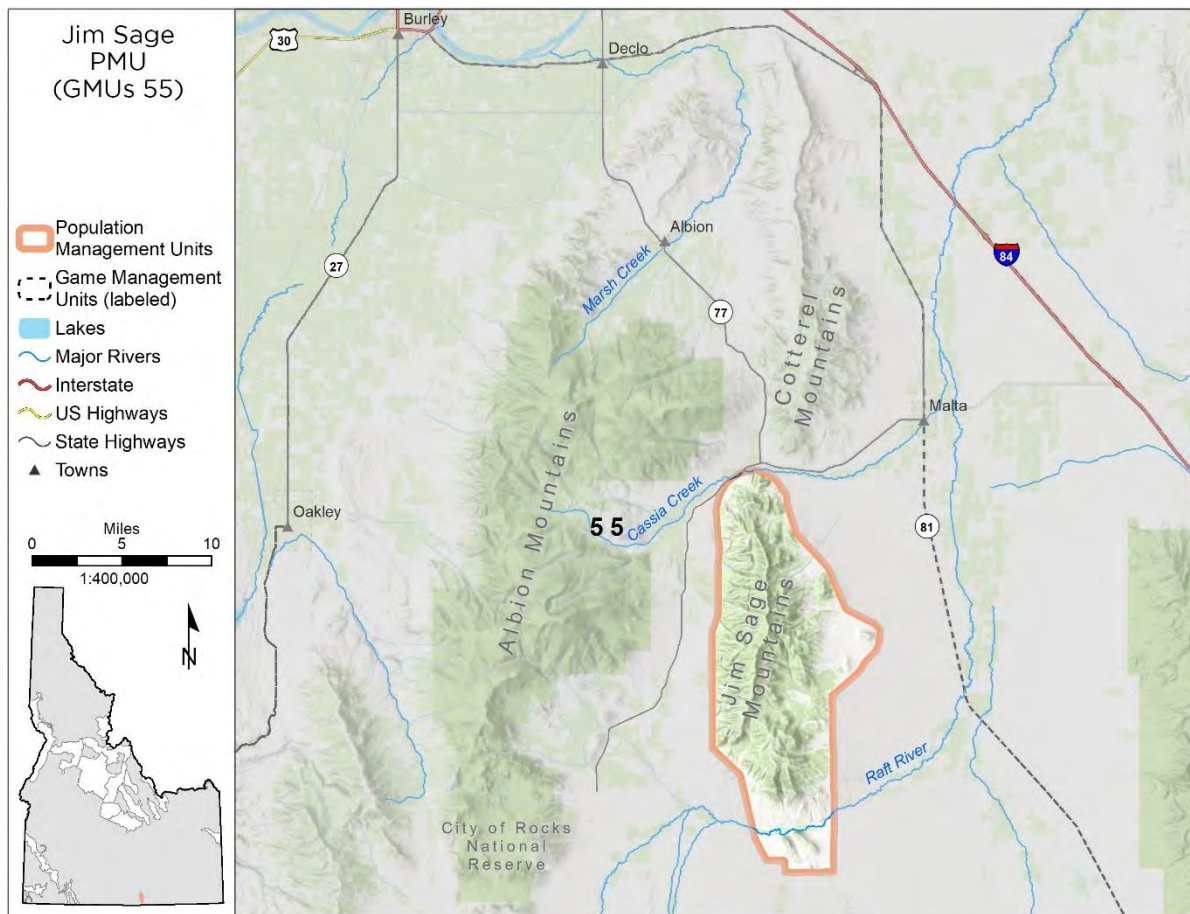 Jim Sage
PMU
(GMUs 55)
Population
Management Units
Game Management
Units (labeled)
Lakes
Major Rivers
Interstate
US Highways
State Highways
Towns
Miles
0 5 10
1:400,000
N
30
Burley
Declo
27
Albion
Marsh Creek
77
84
Cotterel
Mountains
Malta
Albion Mountains
Oakley
55
Cassia Creek
81
Jim Sage
Mountains
Raft River
City of Rocks
National
Reserve